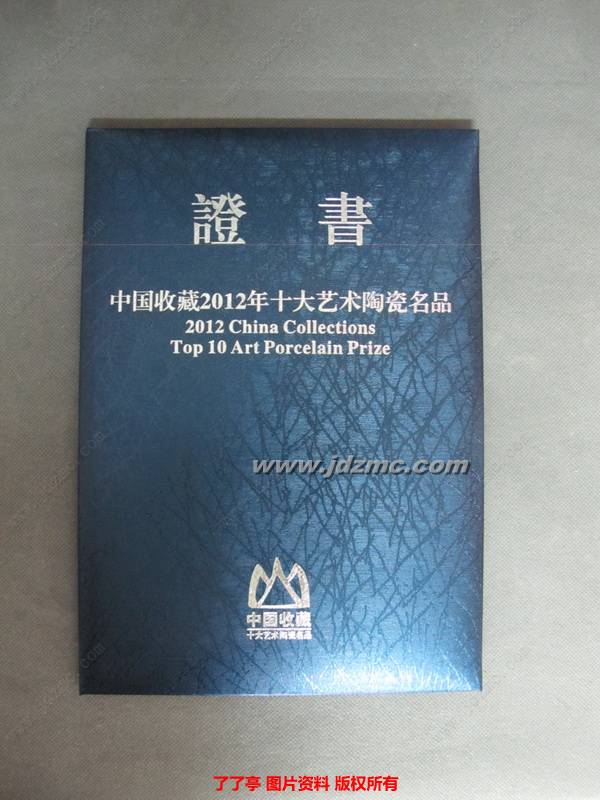 證 書
中国收藏2012年十大艺术陶瓷名品
2012 China Collections
Top 10 Art Porcelain Prize
www.jdzmc.com
中国收藏
十大艺术陶瓷名品
了了亭 图片资料 版权所有